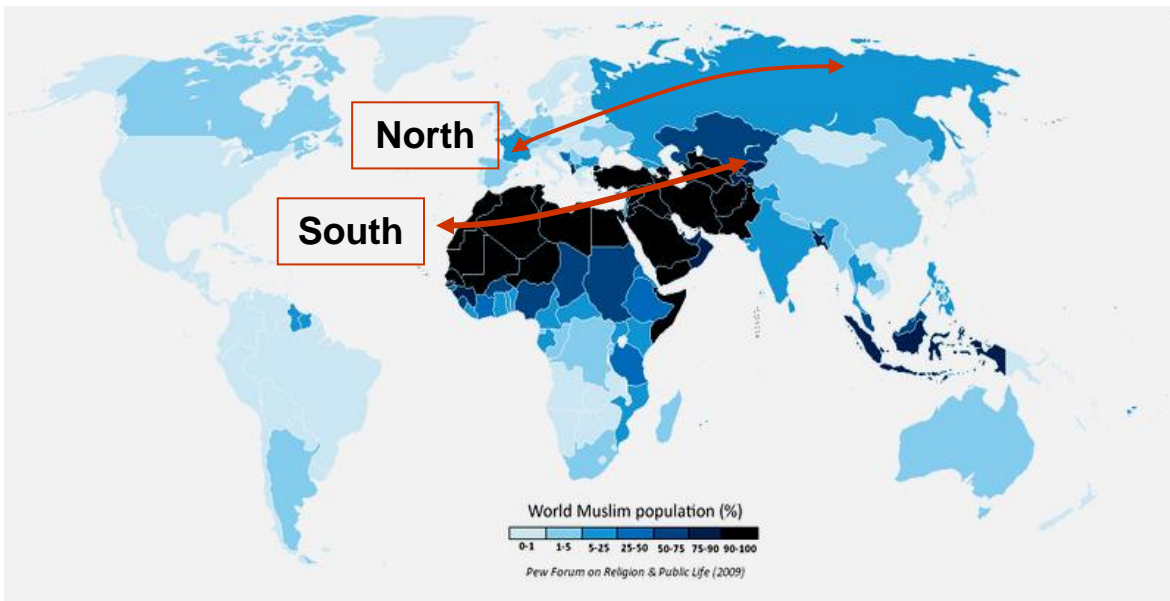 North
South
World Muslim population (%)
0-1 1-5 5-25 25-50 50-75 75-90 90-100
Pew Forum on Religion & Public Life (2009)